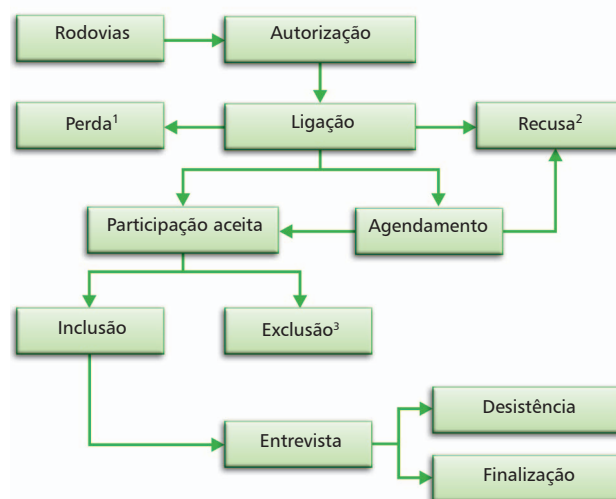 Rodovias
Autorização
Perda¹
Ligação
Recusa²
Participação aceita
Agendamento
Inclusão
Exclusão³
Entrevista
Desistência
Finalização